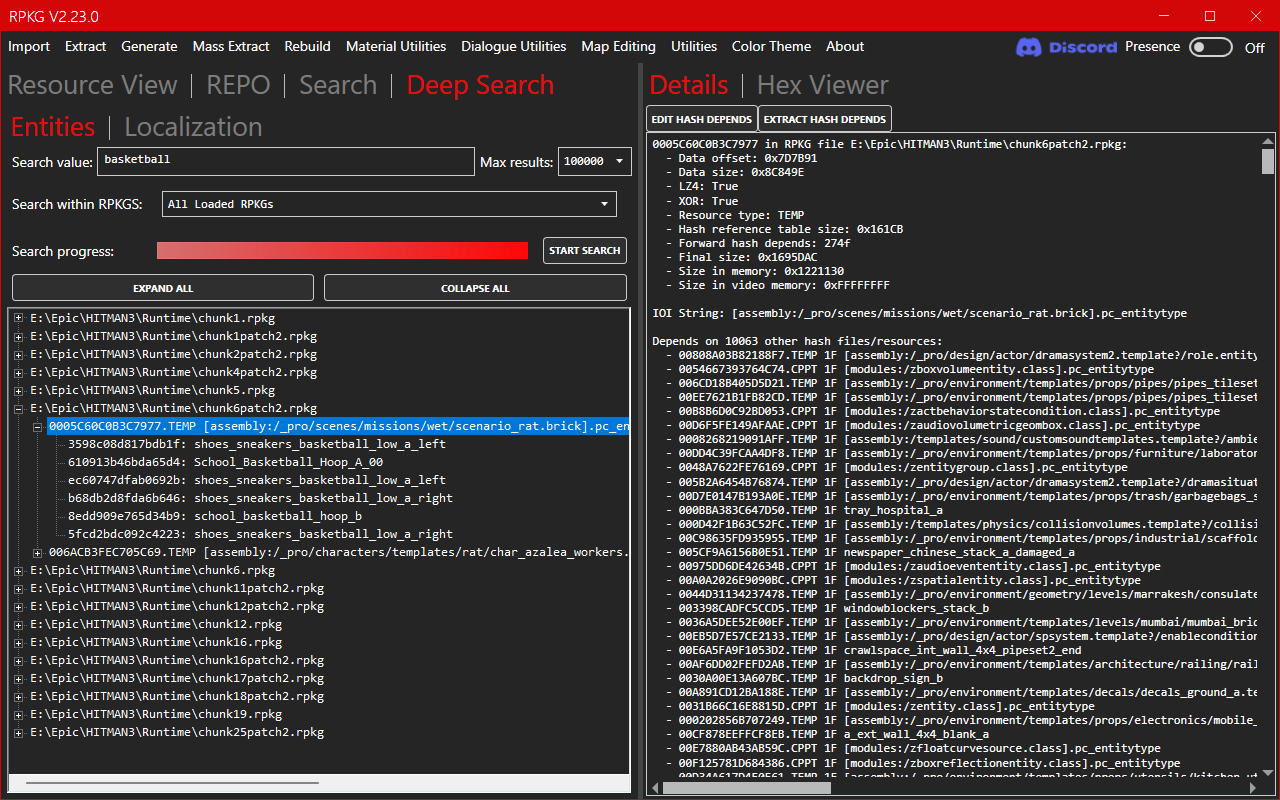 RPKG V2.23.0
Import Extract Generate Mass Extract Rebuild Material Utilities Dialogue Utilities Map Editing Utilities Color Theme About
Discord Presence Off
Resource View REPO Search Deep Search
Entities Localization
Search value: basketball Max results: 100000
Search within RPKGS: All Loaded RPKGs
Search progress: START SEARCH
EXPAND ALL COLLAPSE ALL
E:\Epic\HITMAN3\Runtime\chunk1.rpkg
E:\Epic\HITMAN3\Runtime\chunk1patch2.rpkg
E:\Epic\HITMAN3\Runtime\chunk2patch2.rpkg
E:\Epic\HITMAN3\Runtime\chunk4patch2.rpkg
E:\Epic\HITMAN3\Runtime\chunk5.rpkg
E:\Epic\HITMAN3\Runtime\chunk6patch2.rpkg
0005C60C0B3C7977.TEMP [assembly:/_pro/scenes/missions/wet/scenario_rat.brick].pc_en
3598c08d817bdb1f: shoes_sneakers_basketball_low_a_left
610913b46bda65d4: School_Basketball_Hoop_A_00
ec60747dfab0692b: shoes_sneakers_basketball_low_a_left
b68db2d8fda6b646: shoes_sneakers_basketball_low_a_right
8edd909e765d34b9: school_basketball_hoop_b
5fcd2bdc092c4223: shoes_sneakers_basketball_low_a_right
006ACB3FEC705C69.TEMP [assembly:/_pro/characters/templates/rat/char_azalea_workers.
E:\Epic\HITMAN3\Runtime\chunk6.rpkg
E:\Epic\HITMAN3\Runtime\chunk11patch2.rpkg
E:\Epic\HITMAN3\Runtime\chunk12patch2.rpkg
E:\Epic\HITMAN3\Runtime\chunk12.rpkg
E:\Epic\HITMAN3\Runtime\chunk16.rpkg
E:\Epic\HITMAN3\Runtime\chunk16patch2.rpkg
E:\Epic\HITMAN3\Runtime\chunk17patch2.rpkg
E:\Epic\HITMAN3\Runtime\chunk18patch2.rpkg
E:\Epic\HITMAN3\Runtime\chunk19.rpkg
E:\Epic\HITMAN3\Runtime\chunk25patch2.rpkg
Details Hex Viewer
EDIT HASH DEPENDS EXTRACT HASH DEPENDS
0005C60C0B3C7977 in RPKG file E:\Epic\HITMAN3\Runtime\chunk6patch2.rpkg:
- Data offset: 0x7D7B91
- Data size: 0x8C849E
- LZ4: True
- XOR: True
- Resource type: TEMP
- Hash reference table size: 0x161CB
- Forward hash depends: 274f
- Final size: 0x1695DAC
- Size in memory: 0x1221130
- Size in video memory: 0xFFFFFFFF
IOI String: [assembly:/_pro/scenes/missions/wet/scenario_rat.brick].pc_entitytype
Depends on 10063 other hash files/resources:
- 00808A03B82188F7.TEMP 1F [assembly:/_pro/design/actor/dramasystem2.template?/role.entity
- 0054667393764C74.CPPT 1F [modules:/zboxvolumeentity.class].pc_entitytype
- 006CD18B405D5D21.TEMP 1F [assembly:/_pro/environment/templates/props/pipes/pipes_tileset
- 00EE7621B1FB82CD.TEMP 1F [assembly:/_pro/environment/templates/props/pipes/pipes_tileset
- 00B8B6D0C92BD053.CPPT 1F [modules:/zactbehaviorstatecondition.class].pc_entitytype
- 00D6F5FE149AFAAE.CPPT 1F [modules:/zaudiovolumetricgeombox.class].pc_entitytype
- 0008268219091AFF.TEMP 1F [assembly:/templates/sound/customsoundtemplates.template?/ambie
- 00DD4C39FCAA4DF8.TEMP 1F [assembly:/_pro/environment/templates/props/furniture/laborator
- 0048A7622FE76169.CPPT 1F [modules:/zentitygroup.class].pc_entitytype
- 005B2A6454B76874.TEMP 1F [assembly:/_pro/design/actor/dramasystem2.template?/dramasituat
- 00D7E0147B193A0E.TEMP 1F [assembly:/_pro/environment/templates/props/trash/garbagebags_s
- 000BBA383C647D50.TEMP 1F tray_hospital_a
- 000D42F1B63C52FC.TEMP 1F [assembly:/templates/physics/collisionvolumes.template?/collisi
- 00C98635FD935955.TEMP 1F [assembly:/_pro/environment/templates/props/industrial/scaffold
- 005CF9A6156B0E51.TEMP 1F newspaper_chinese_stack_a_damaged_a
- 00975DD6DE42634B.CPPT 1F [modules:/zaudioevententity.class].pc_entitytype
- 00A0A2026E9090BC.CPPT 1F [modules:/zspatialentity.class].pc_entitytype
- 0044D31134237478.TEMP 1F [assembly:/_pro/environment/geometry/levels/marrakesh/consulate
- 003398CADFC5CCD5.TEMP 1F windowblockers_stack_b
- 0036A5DEE52E00EF.TEMP 1F [assembly:/_pro/environment/templates/levels/mumbai/mumbai_bric
- 00EB5D7E57CE2133.TEMP 1F [assembly:/_pro/design/actor/spsystem.template?/enablecondition
- 00E6A5FA9F1053D2.TEMP 1F crawlspace_int_wall_4x4_pipeset2_end
- 00AF6DD02FEFD2AB.TEMP 1F [assembly:/_pro/environment/templates/architecture/railing/rail
- 0030A00E13A607BC.TEMP 1F backdrop_sign_b
- 00A891CD12BA188E.TEMP 1F [assembly:/_pro/environment/templates/decals/decals_ground_a.te
- 0031B66C16E8815D.CPPT 1F [modules:/zentity.class].pc_entitytype
- 000202856B707249.TEMP 1F [assembly:/_pro/environment/templates/props/electronics/mobile_
- 00CF878EEFFCF8EB.TEMP 1F a_ext_wall_4x4_blank_a
- 00E7880AB43AB59C.CPPT 1F [modules:/zfloatcurvesource.class].pc_entitytype
- 00F125781D684386.CPPT 1F [modules:/zboxreflectionentity.class].pc_entitytype